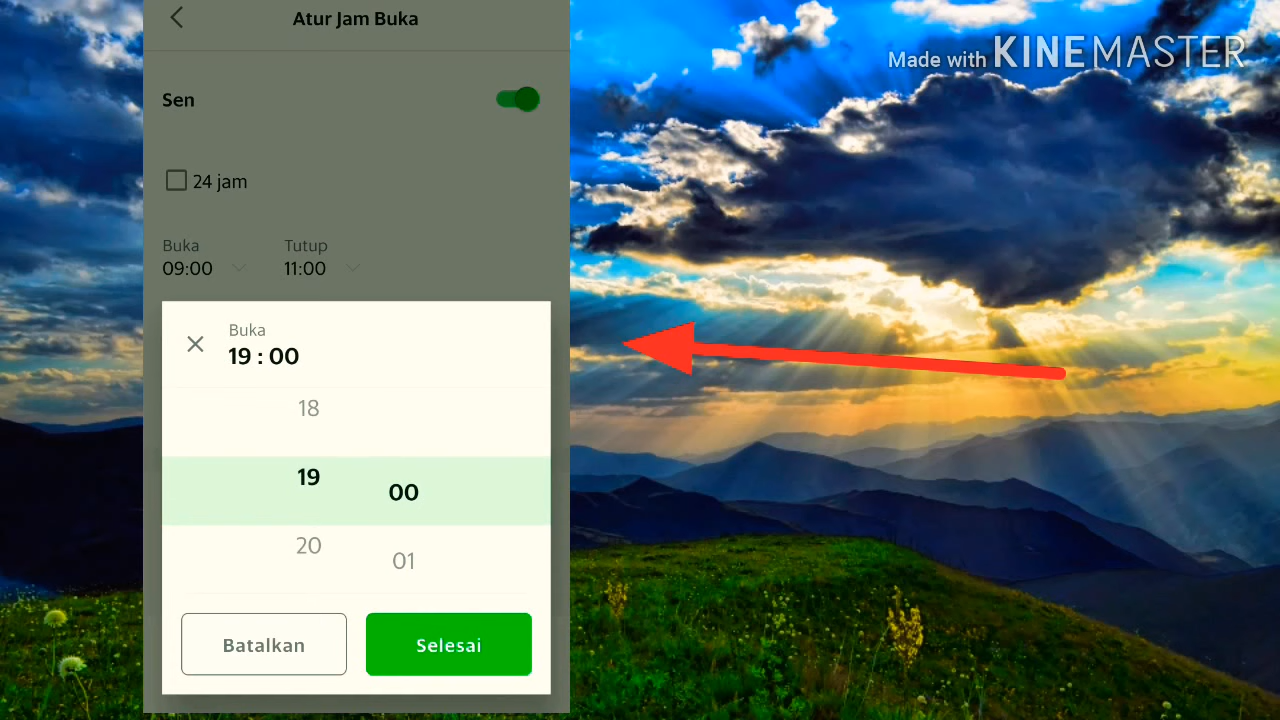 Atur Jam Buka
Made with KINEMASTER
Sen
24 jam
Buka Tutup
09:00 11:00
Buka
19 : 00
18
19 00
20 01
Batalkan Selesai